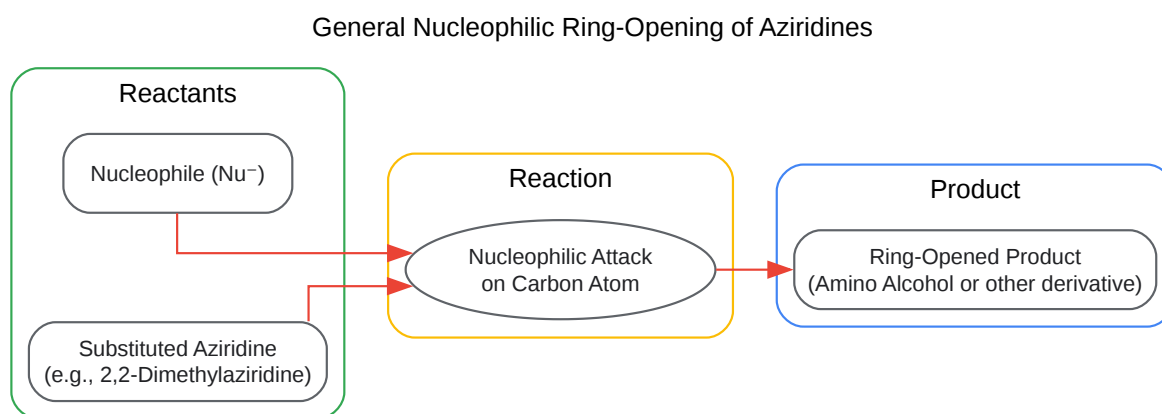 General Nucleophilic Ring-Opening of Aziridines
Reactants
Nucleophile (Nu⁻)
Substituted Aziridine
(e.g., 2,2-Dimethylaziridine)
Reaction
Nucleophilic Attack
on Carbon Atom
Product
Ring-Opened Product
(Amino Alcohol or other derivative)